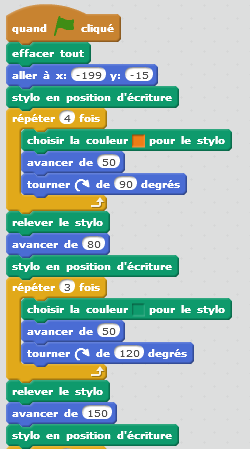 quand cliqué
effacer tout
aller à x: -199 y: -15
stylo en position d'écriture
répéter 4 fois
choisir la couleur pour le stylo
avancer de 50
tourner 90 degrés
relever le stylo
avancer de 80
stylo en position d'écriture
répéter 3 fois
choisir la couleur pour le stylo
avancer de 50
tourner de 120 degrés
relever le stylo
avancer de 150
stylo en position d'écriture